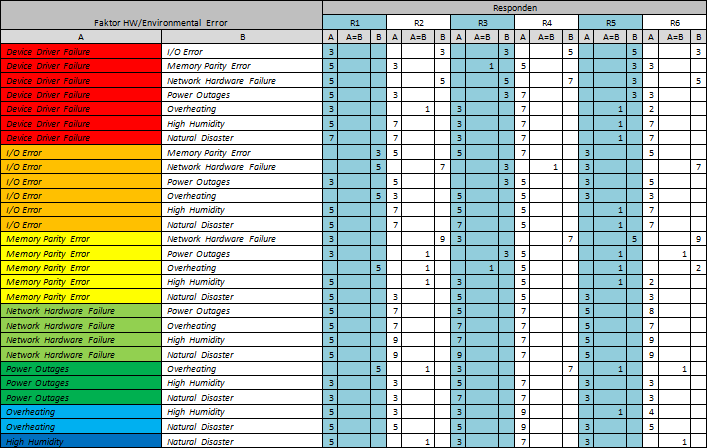 Responden
Faktor HW/Environmental Error R1 R2 R3 R4 R5 R6
A B A A=B B A A=B B A A=B B A A=B B A A=B B A A=B B
Device Driver Failure I/O Error 3 3 3 5 5 3
Device Driver Failure Memory Parity Error 5 3 1 5 3 3
Device Driver Failure Network Hardware Failure 5 5 5 7 3 5
Device Driver Failure Power Outages 5 3 3 7 3 3
Device Driver Failure Overheating 3 1 3 7 1 2
Device Driver Failure High Humidity 5 7 3 7 1 7
Device Driver Failure Natural Disaster 7 7 3 7 1 7
I/O Error Memory Parity Error 3 5 5 7 3 5
I/O Error Network Hardware Failure 5 7 3 1 3 7
I/O Error Power Outages 3 5 3 5 3 5
I/O Error Overheating 5 3 5 5 3 3
I/O Error High Humidity 5 7 5 5 1 7
I/O Error Natural Disaster 5 7 7 5 1 7
Memory Parity Error Network Hardware Failure 3 9 3 7 5 9
Memory Parity Error Power Outages 3 1 3 5 1 1
Memory Parity Error Overheating 5 1 1 5 1 2
Memory Parity Error High Humidity 5 1 3 5 1 2
Memory Parity Error Natural Disaster 5 3 5 5 3 3
Network Hardware Failure Power Outages 5 7 5 7 5 8
Network Hardware Failure Overheating 5 7 7 7 5 7
Network Hardware Failure High Humidity 5 9 7 7 5 9
Network Hardware Failure Natural Disaster 5 9 9 7 5 9
Power Outages Overheating 5 1 3 7 1 1
Power Outages High Humidity 5 3 5 7 3 3
Power Outages Natural Disaster 5 3 7 7 3 3
Overheating High Humidity 5 3 3 9 1 4
Overheating Natural Disaster 5 3 5 9 3 5
High Humidity Natural Disaster 5 1 3 7 3 1